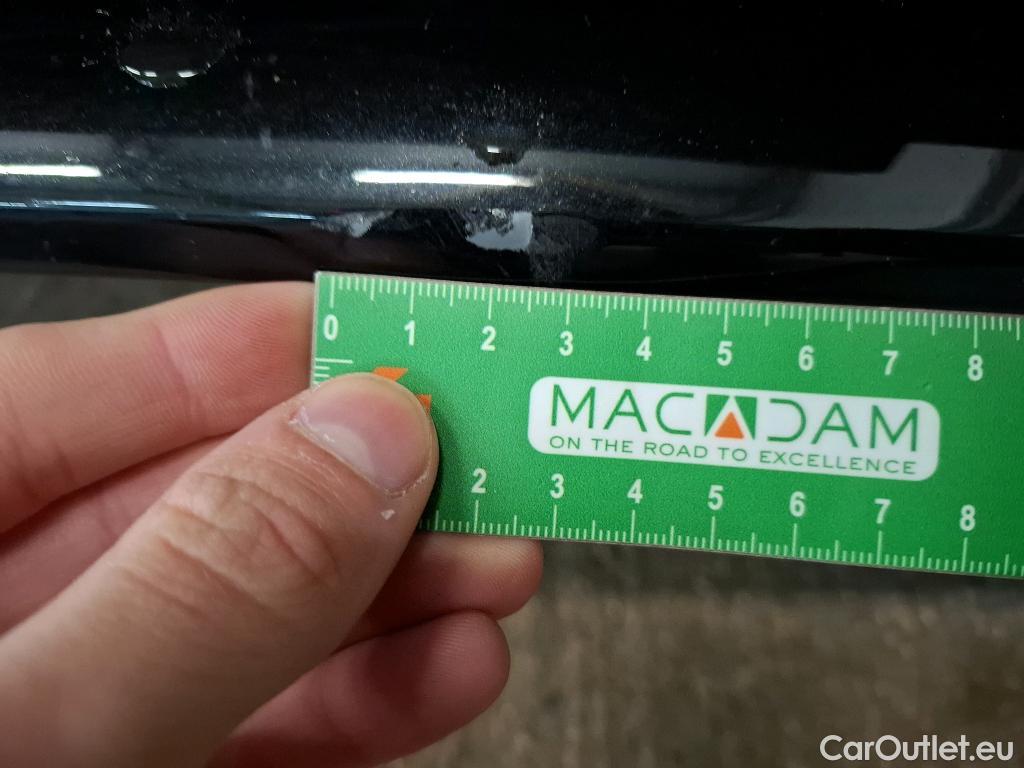 0 1 2 3 4 5 6 7 8
MACADAM
ON THE ROAD TO EXCELLENCE
2 3 4 5 6 7 8
CarOutlet.eu